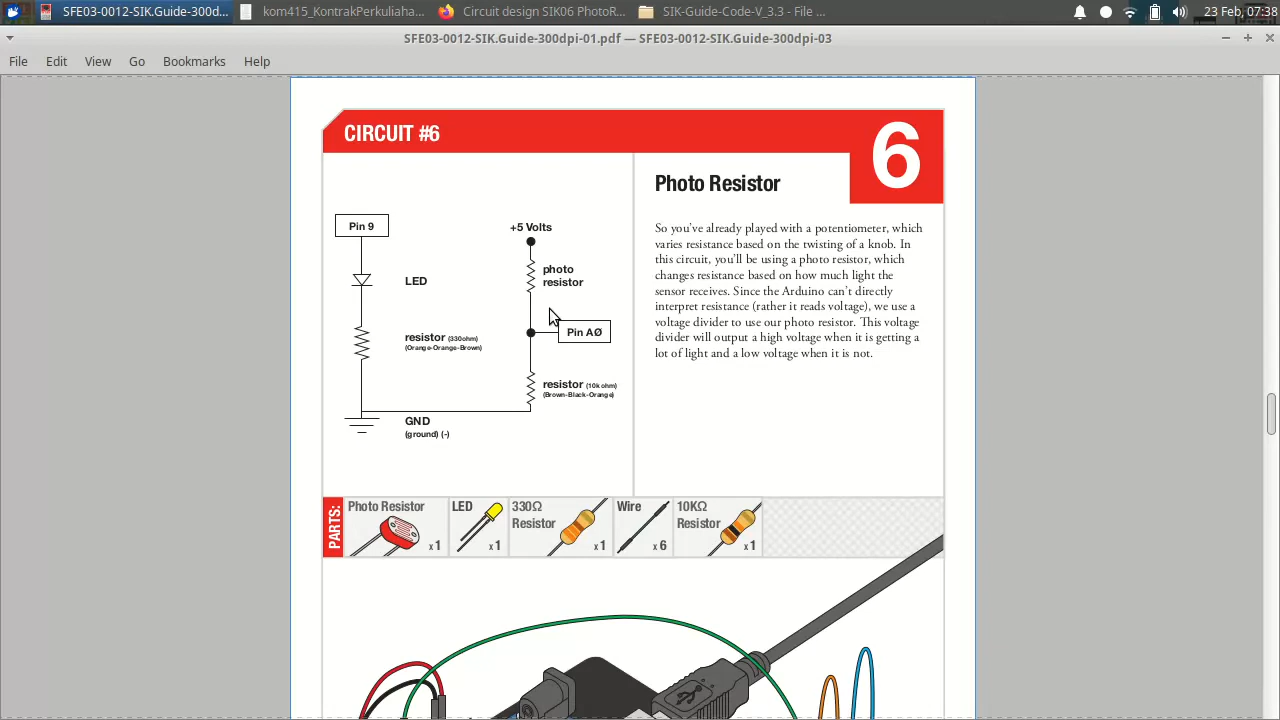 SFE03-0012-SIK.Guide-300d...
kom415_KontrakPerkuliaha...
Circuit design SIK06 PhotoR...
SIK-Guide-Code-V_3.3 - File ...
23 Feb, 07:38
SFE03-0012-SIK.Guide-300dpi-01.pdf — SFE03-0012-SIK.Guide-300dpi-03
File Edit View Go Bookmarks Help
CIRCUIT #6
6
Pin 9
+5 Volts
photo
resistor
LED
Pin AØ
resistor (330ohm)
(Orange-Orange-Brown)
resistor (10k ohm)
(Brown-Black-Orange)
GND
(ground) (-)
Photo Resistor
So you've already played with a potentiometer, which
varies resistance based on the twisting of a knob. In
this circuit, you'll be using a photo resistor, which
changes resistance based on how much light the
sensor receives. Since the Arduino can't directly
interpret resistance (rather it reads voltage), we use a
voltage divider to use our photo resistor. This voltage
divider will output a high voltage when it is getting a
lot of light and a low voltage when it is not.
PARTS:
Photo Resistor
x 1
LED
x 1
330Ω
Resistor
x 1
Wire
x 6
10KΩ
Resistor
x 1